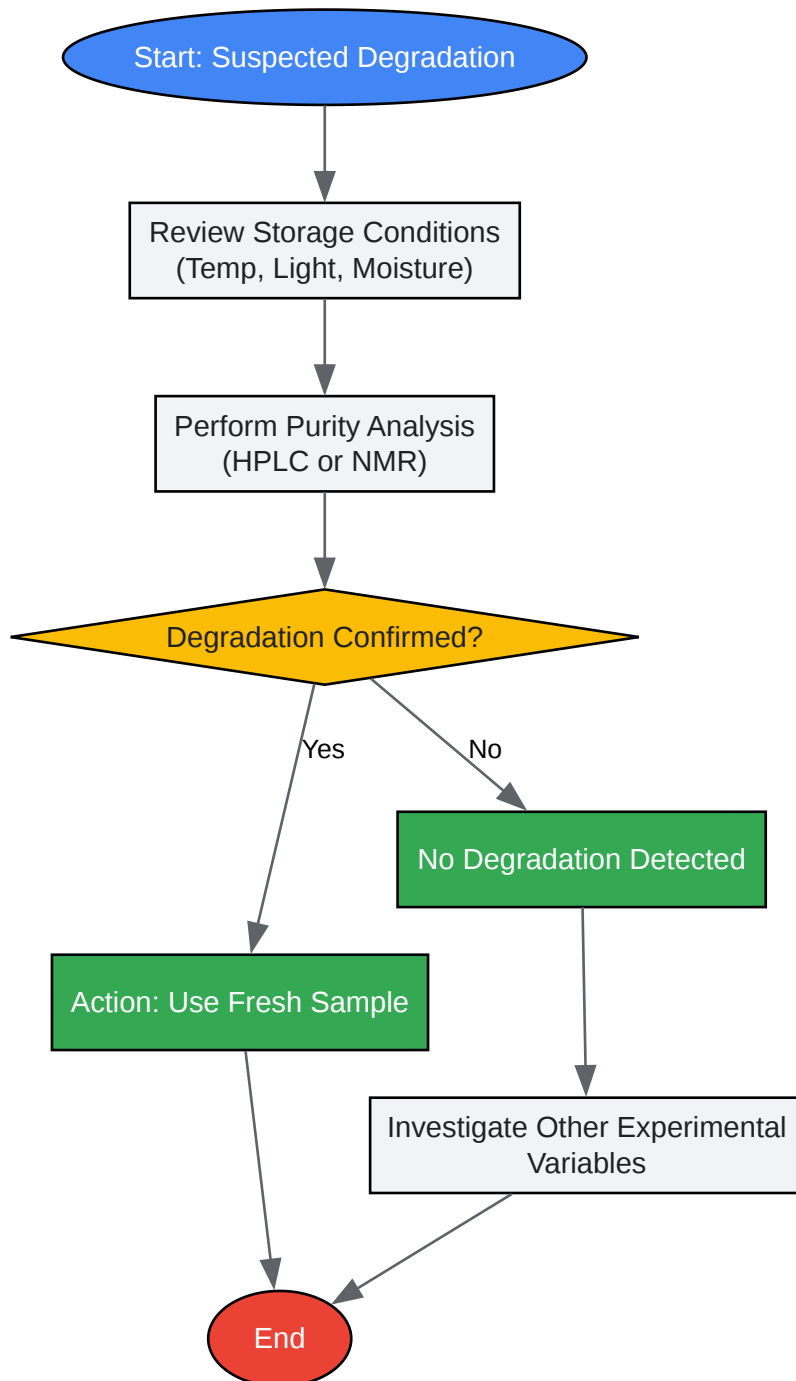 Start: Suspected Degradation
Review Storage Conditions
(Temp, Light, Moisture)
Perform Purity Analysis
(HPLC or NMR)
Degradation Confirmed?
Yes
No
No Degradation Detected
Action: Use Fresh Sample
Investigate Other Experimental
Variables
End